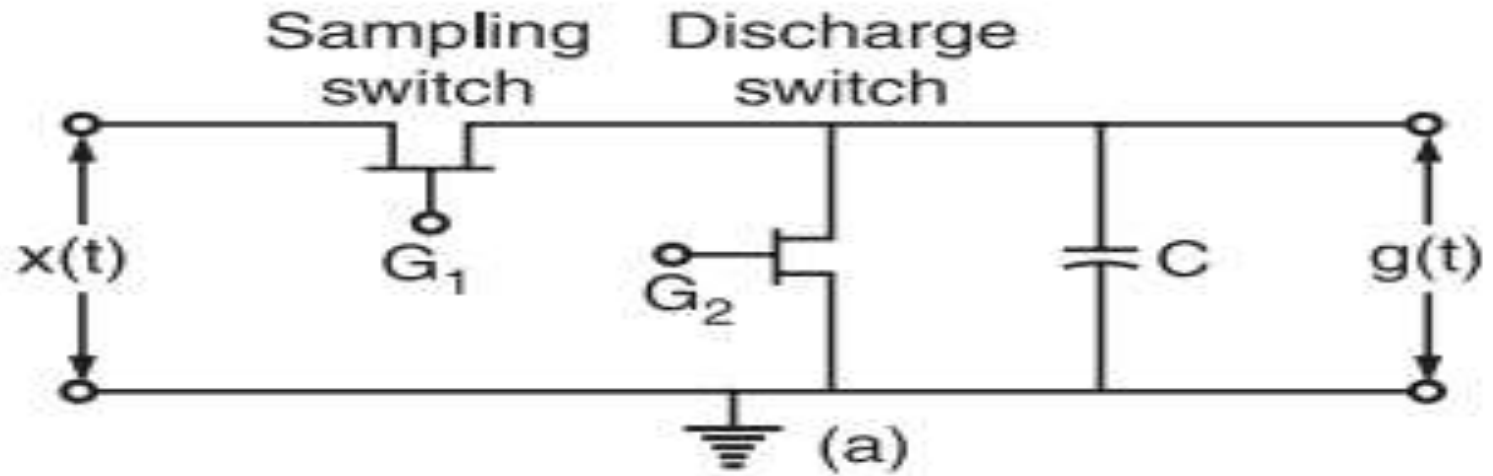 Sampling Discharge
switch switch
x(t) G₁ G₂ C g(t)
(a)